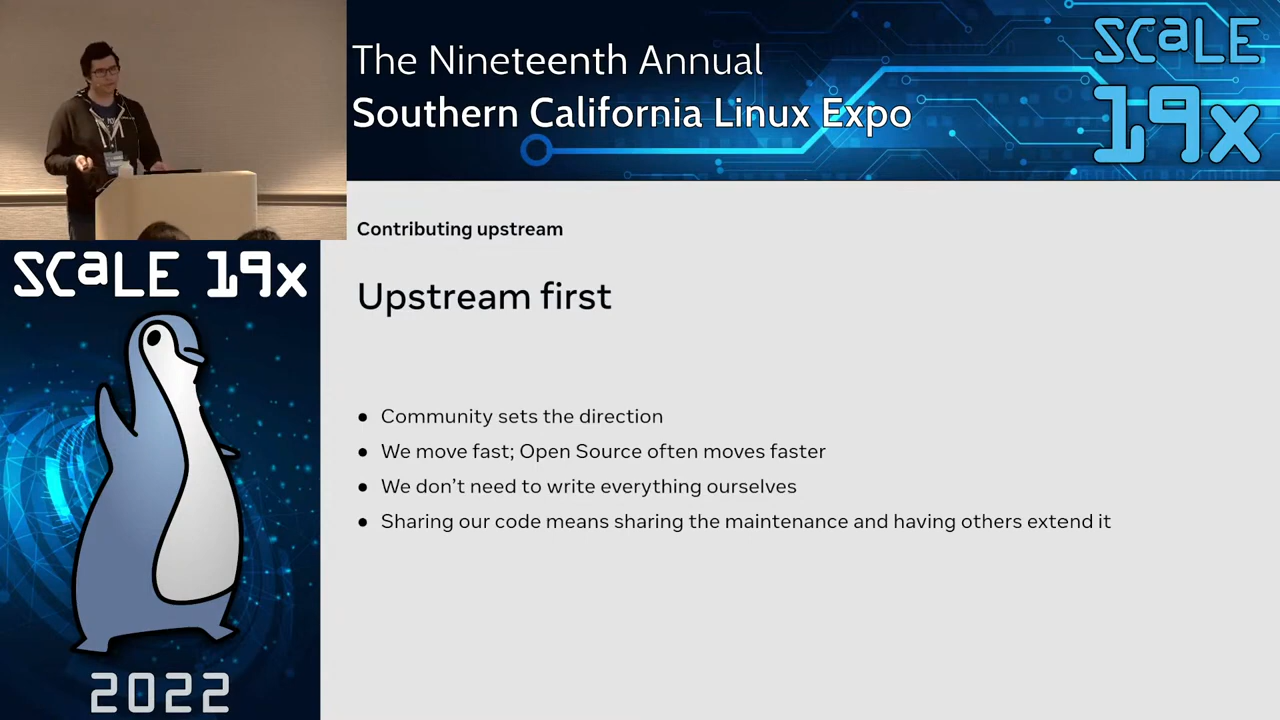 The Nineteenth Annual
Southern California Linux Expo
SCaLE
19x
SCaLE 19x
2022
Contributing upstream
Upstream first
● Community sets the direction
● We move fast; Open Source often moves faster
● We don’t need to write everything ourselves
● Sharing our code means sharing the maintenance and having others extend it